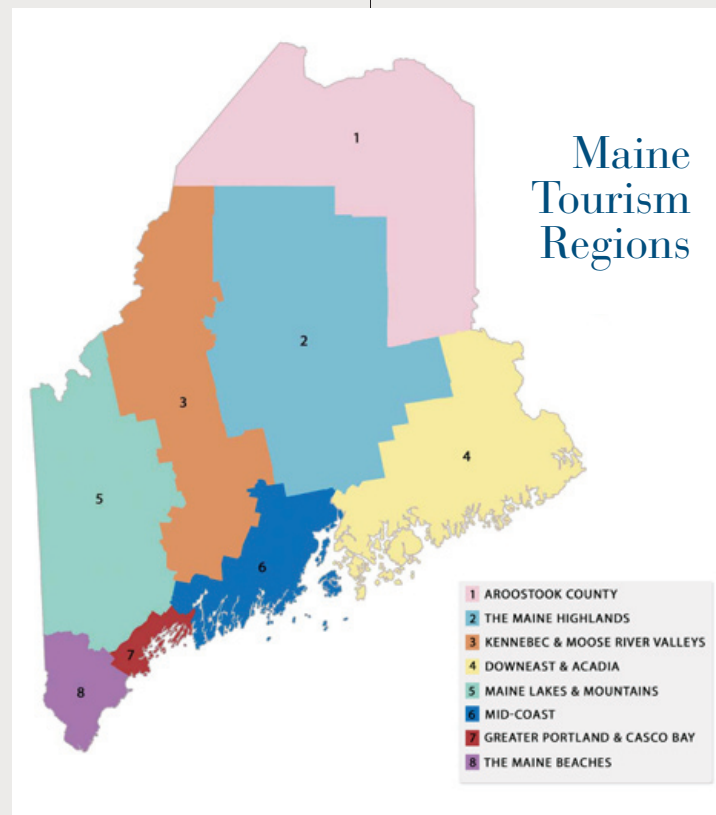 Maine
Tourism
Regions
1
2
3
4
5
6
7
8
1 AROOSTOOK COUNTY
2 THE MAINE HIGHLANDS
3 KENNEBEC & MOOSE RIVER VALLEYS
4 DOWNEAST & ACADIA
5 MAINE LAKES & MOUNTAINS
6 MID-COAST
7 GREATER PORTLAND & CASCO BAY
8 THE MAINE BEACHES